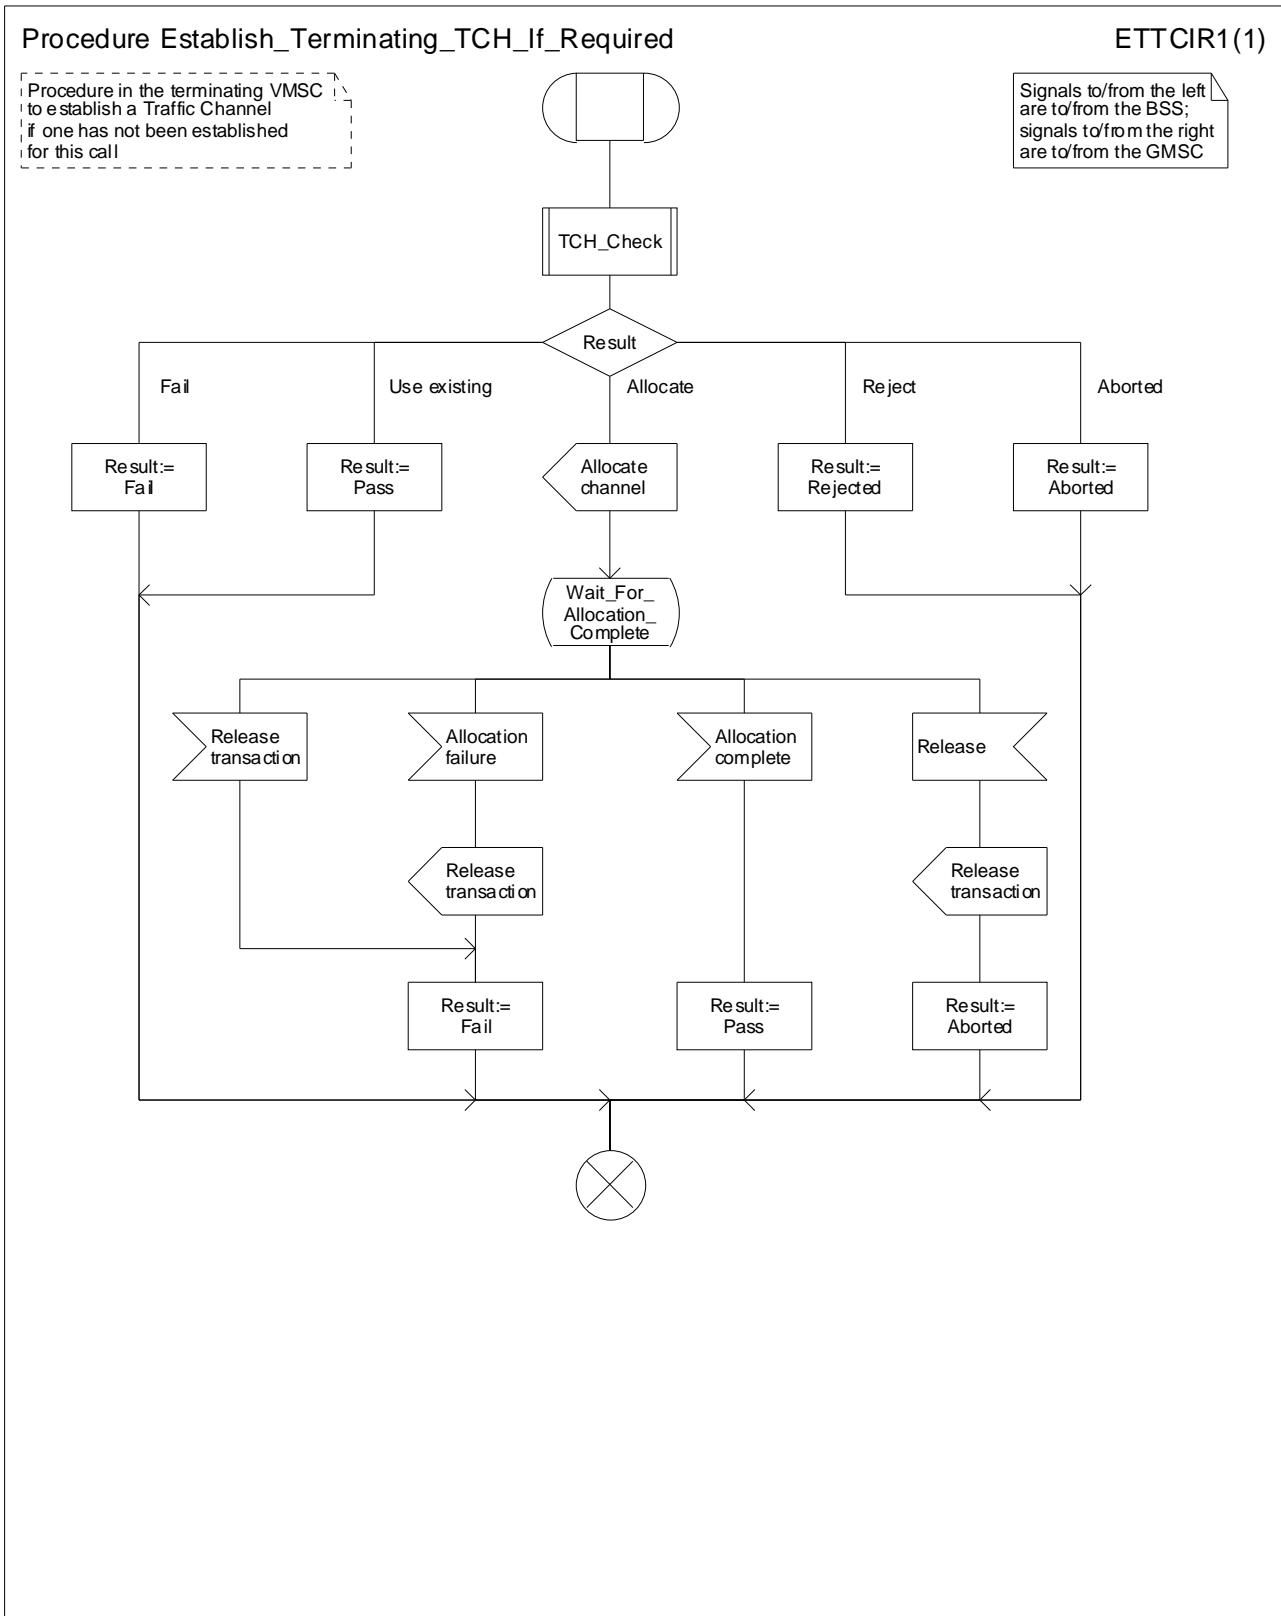 Procedure Establish_Terminating_TCH_If_Required
ETTCIR1(1)
Procedure in the terminating VMSC
to establish a Traffic Channel
if one has not been established
for this call
Signals to/from the left
are to/from the BSS;
signals to/from the right
are to/from the GMSC
TCH_Check
Result
Fail
Use existing
Allocate
Reject
Aborted
Result:=
Fail
Result:=
Pass
Allocate
channel
Result:=
Rejected
Result:=
Aborted
Wait_For_
Allocation_
Complete
Release
transaction
Allocation
failure
Allocation
complete
Release
Release
transaction
Release
transaction
Result:=
Fail
Result:=
Pass
Result:=
Aborted